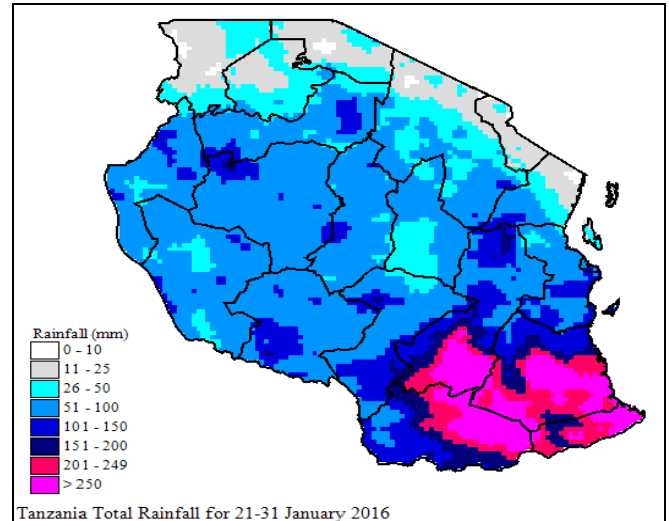 Rainfall (mm)
0 - 10
11 - 25
26 - 50
51 - 100
101 - 150
151 - 200
201 - 249
> 250
Tanzania Total Rainfall for 21-31 January 2016